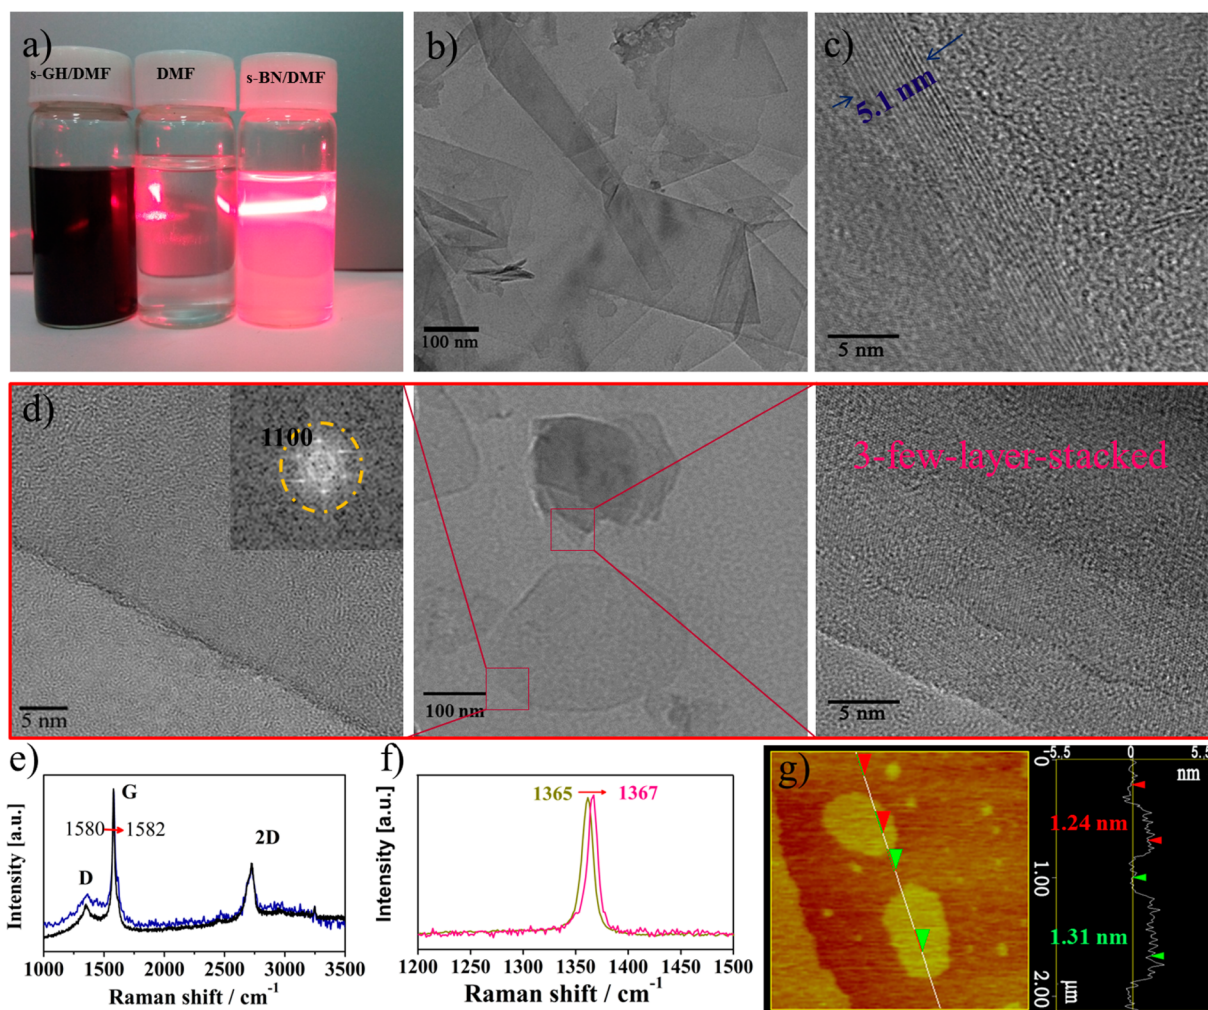 a)
s-GH/DMF
DMF
s-BN/DMF
b)
100 nm
c)
5.1 nm
5 nm
d)
1100
5 nm
100 nm
3-few-layer-stacked
5 nm
e)
G
1580
1582
D
2D
Intensity [a.u.]
1000 1500 2000 2500 3000 3500
Raman shift / cm-1
f)
1365
1367
Intensity [a.u.]
1200 1250 1300 1350 1400 1450 1500
Raman shift / cm-1
g)
-5.5 0 5.5
nm
0
1.24 nm
1.00
1.31 nm
μm
2.00